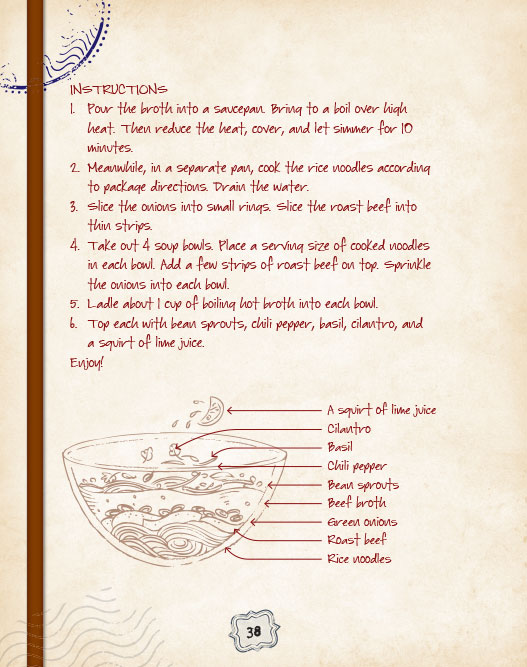 INSTRUCTIONS
1. Pour the broth into a saucepan. Bring to a boil over high
heat. Then reduce the heat, cover, and let simmer for 10
minutes.
2. Meanwhile, in a separate pan, cook the rice noodles according
to package directions. Drain the water.
3. Slice the onions into small rings. Slice the roast beef into
thin strips.
4. Take out 4 soup bowls. Place a serving size of cooked noodles
in each bowl. Add a few strips of roast beef on top. Sprinkle
the onions into each bowl.
5. Ladle about 1 cup of boiling hot broth into each bowl.
6. Top each with bean sprouts, chili pepper, basil, cilantro, and
a squirt of lime juice.
Enjoy!
A squirt of lime juice
Cilantro
Basil
Chili pepper
Bean sprouts
Beef broth
Green onions
Roast beef
Rice noodles
38